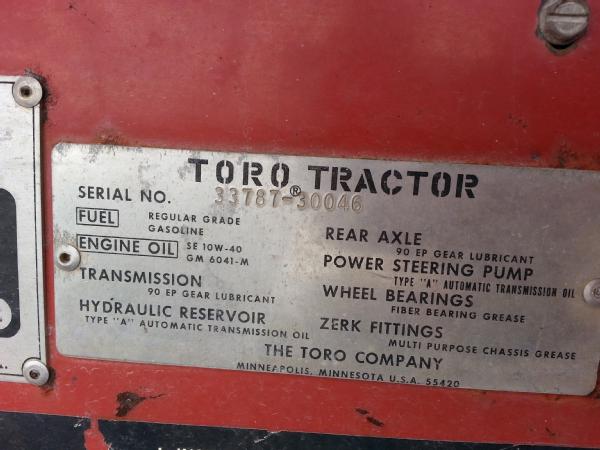 TORO® TRACTOR
SERIAL NO. 33787-30046
FUEL REGULAR GRADE
GASOLINE
ENGINE OIL SE 10W-40
GM 6041-M
TRANSMISSION
90 EP GEAR LUBRICANT
HYDRAULIC RESERVOIR
TYPE "A" AUTOMATIC TRANSMISSION OIL
REAR AXLE
90 EP GEAR LUBRICANT
POWER STEERING PUMP
TYPE "A" AUTOMATIC TRANSMISSION OIL
WHEEL BEARINGS
FIBER BEARING GREASE
ZERK FITTINGS
MULTI PURPOSE CHASSIS GREASE
THE TORO COMPANY
MINNEAPOLIS, MINNESOTA U.S.A. 55420